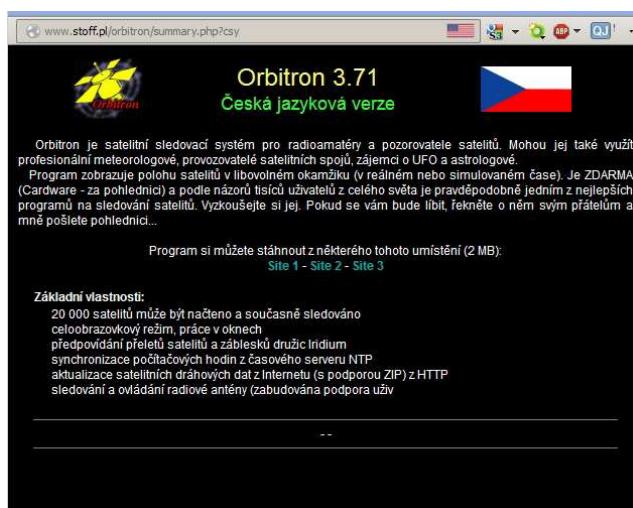 www.stoff.pl/orbitron/summary.php?csy
S3
ABP
QJ
Orbitron
Orbitron 3.71
Česká jazyková verze
Orbitron je satelitní sledovací systém pro radioamatéry a pozorovatele satelitů. Mohou jej také využít
profesionální meteorologové, provozovatelé satelitních spojů, zájemci o UFO a astrologové.
Program zobrazuje polohu satelitů v libovolném okamžiku (v reálném nebo simulovaném čase). Je ZDARMA
(Cardware - za pohlednici) a podle názorů tisíců uživatelů z celého světa je pravděpodobně jedním z nejlepších
programů na sledování satelitů. Vyzkoušejte si jej. Pokud se vám bude líbit, řekněte o něm svým přátelům a
mně pošlete pohlednici...
Program si můžete stáhnout z některého tohoto umístění (2 MB):
Site 1 - Site 2 - Site 3
Základní vlastnosti:
20 000 satelitů může být načteno a současně sledováno
celoobrazovkový režim, práce v oknech
předpovídání přeletů satelitů a záblesků družic Iridium
synchronizace počítačových hodin z časového serveru NTP
aktualizace satelitních dráhových dat z Internetu (s podporou ZIP) z HTTP
sledování a ovládání radiové antény (zabudována podpora uživ
- -